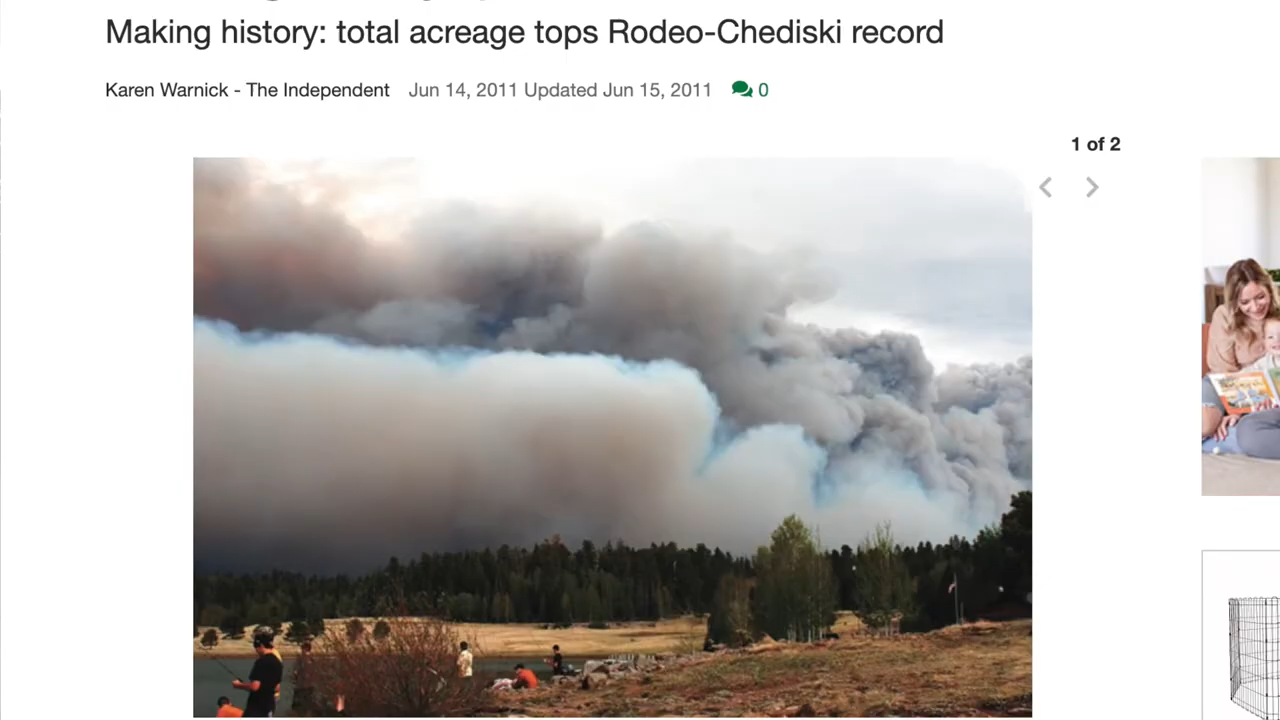 Making history: total acreage tops Rodeo-Chediski record
Karen Warnick - The Independent Jun 14, 2011 Updated Jun 15, 2011 0
1 of 2